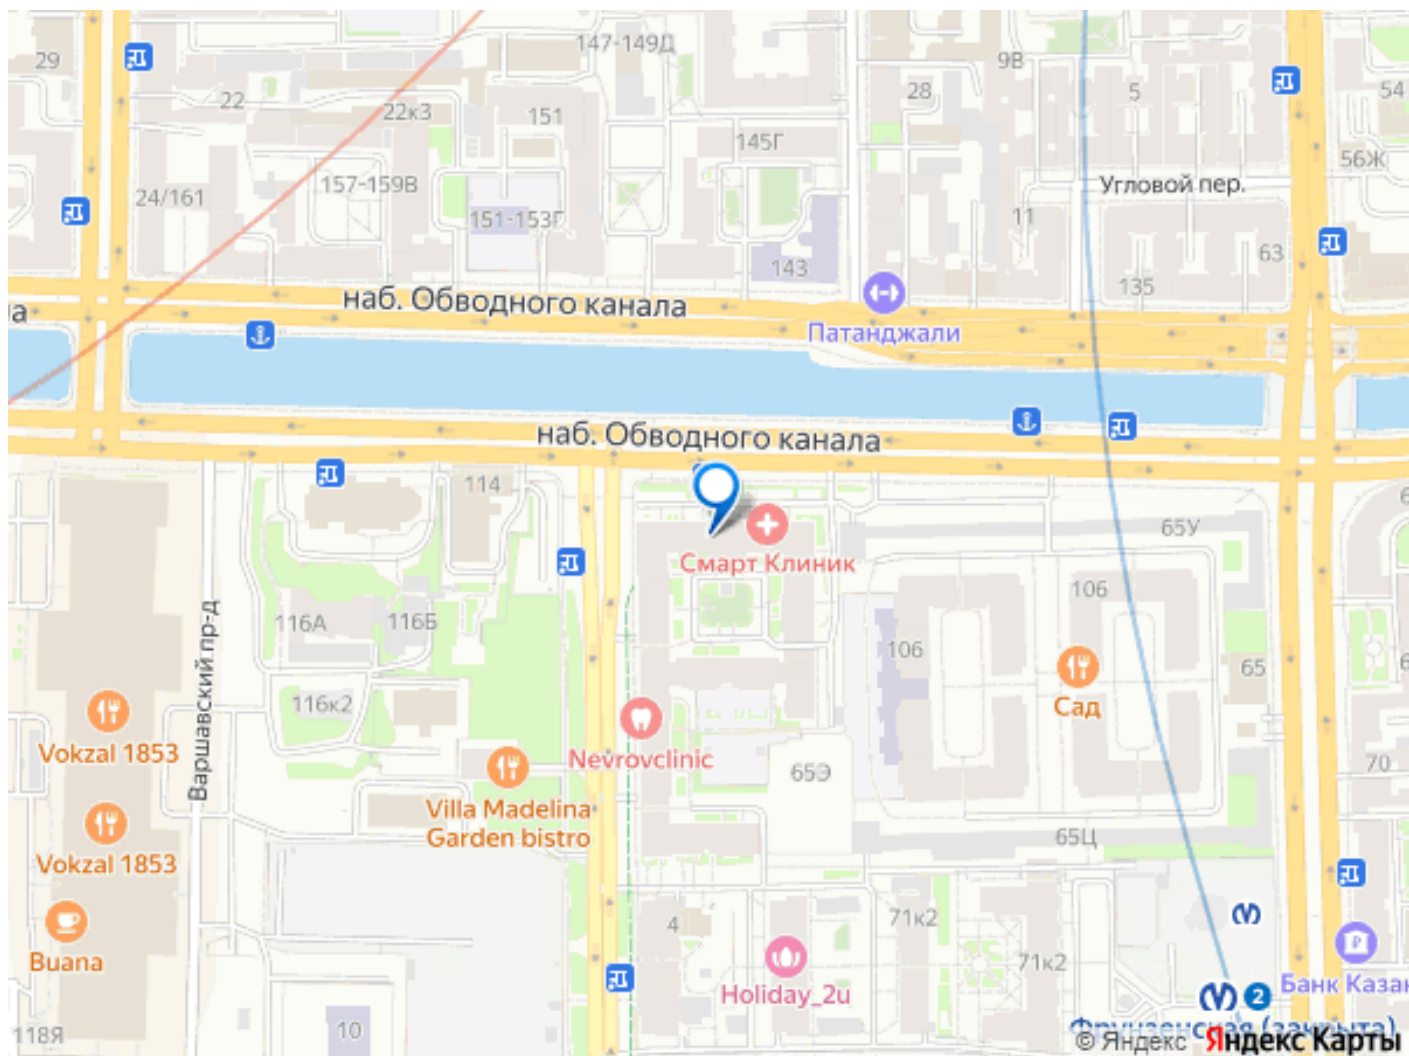 29
147-149Д
9В
54
22
22к3
151
28
5
145Г
56Ж
157-159В
24/161
Угловой пер.
151-153Г
11
63
143
135
наб. Обводного канала
Патанджали
наб. Обводного канала
114
65У
Смарт Клиник
106
116А
116Б
106
65
Варшавский пр-д
116к2
Сад
Vokzal 1853
Nevrovclinic
65Э
70
Villa Madelina
Garden bistro
65Ц
Vokzal 1853
4
71к2
Buana
71к2
Holiday_2u
Банк Казан
2
10
118Я
Фрунзенская (закрыта)
© Яндекс Яндекс Карты